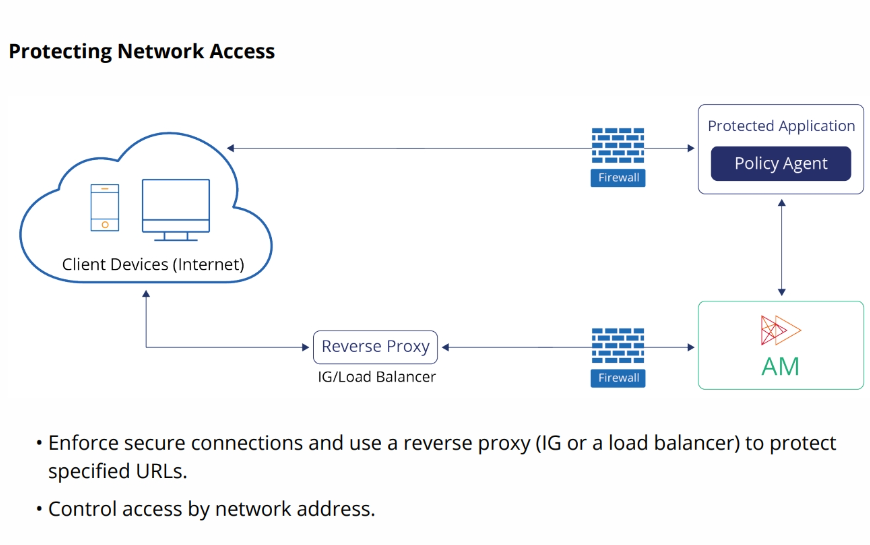 Protecting Network Access
Protected Application
Policy Agent
Firewall
Client Devices (Internet)
Reverse Proxy
IG/Load Balancer
Firewall
AM
• Enforce secure connections and use a reverse proxy (IG or a load balancer) to protect
specified URLs.
• Control access by network address.